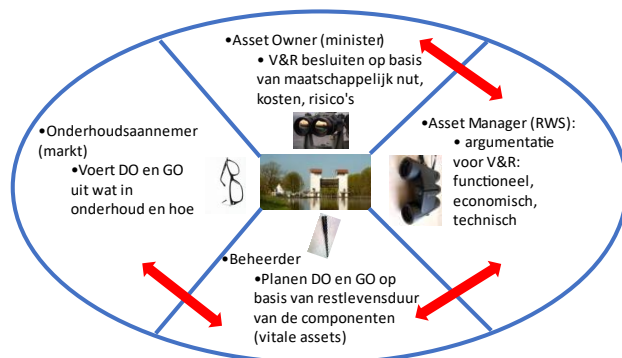 •Asset Owner (minister)
• V&R besluiten op basis
van maatschappelijk nut,
kosten, risico's
•Onderhoudsaannemer
(markt)
•Voert DO en GO
uit wat in
onderhoud en hoe
•Asset Manager (RWS):
• argumentatie
voor V&R:
functioneel,
economisch,
technisch
•Beheerder
•Planen DO en GO op
basis van restlevensduur
van de componenten
(vitale assets)